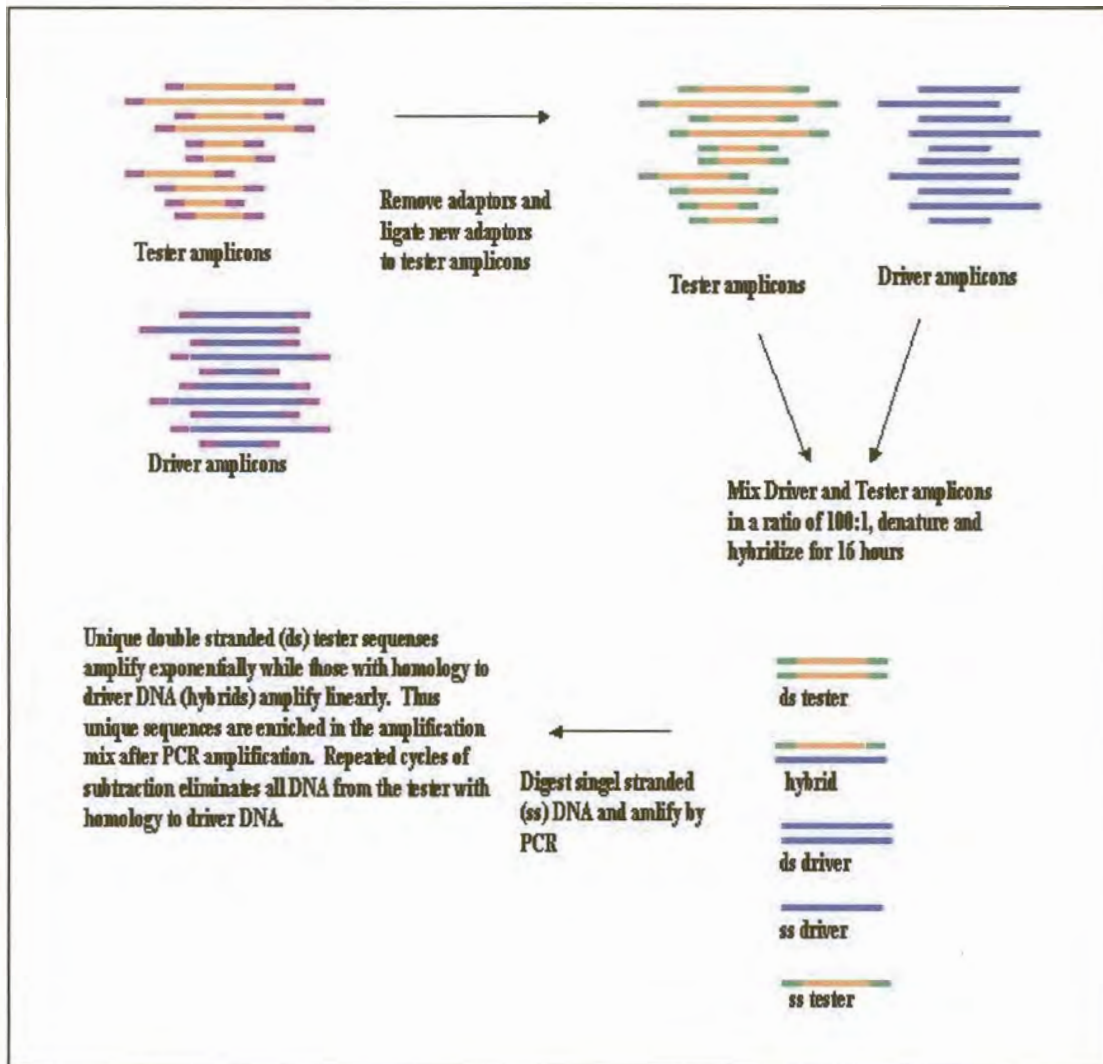 Tester amplicons
Remove adaptors and
ligate new adaptors
to tester amplicons
Tester amplicons
Driver amplicons
Driver amplicons
Mix Driver and Tester amplicons
in a ratio of 100:1, denature and
hybridize for 16 hours
Unique double stranded (ds) tester sequenses
amplify exponentially while those with homology to
driver DNA (hybrids) amplify linearly. Thus
unique sequences are enriched in the amplification
mix after PCR amplification. Repeated cycles of
subtraction eliminates all DNA from the tester with
homology to driver DNA.
Digest singel stranded
(ss) DNA and amlify by
PCR
ds tester
hybrid
ds driver
ss driver
ss tester